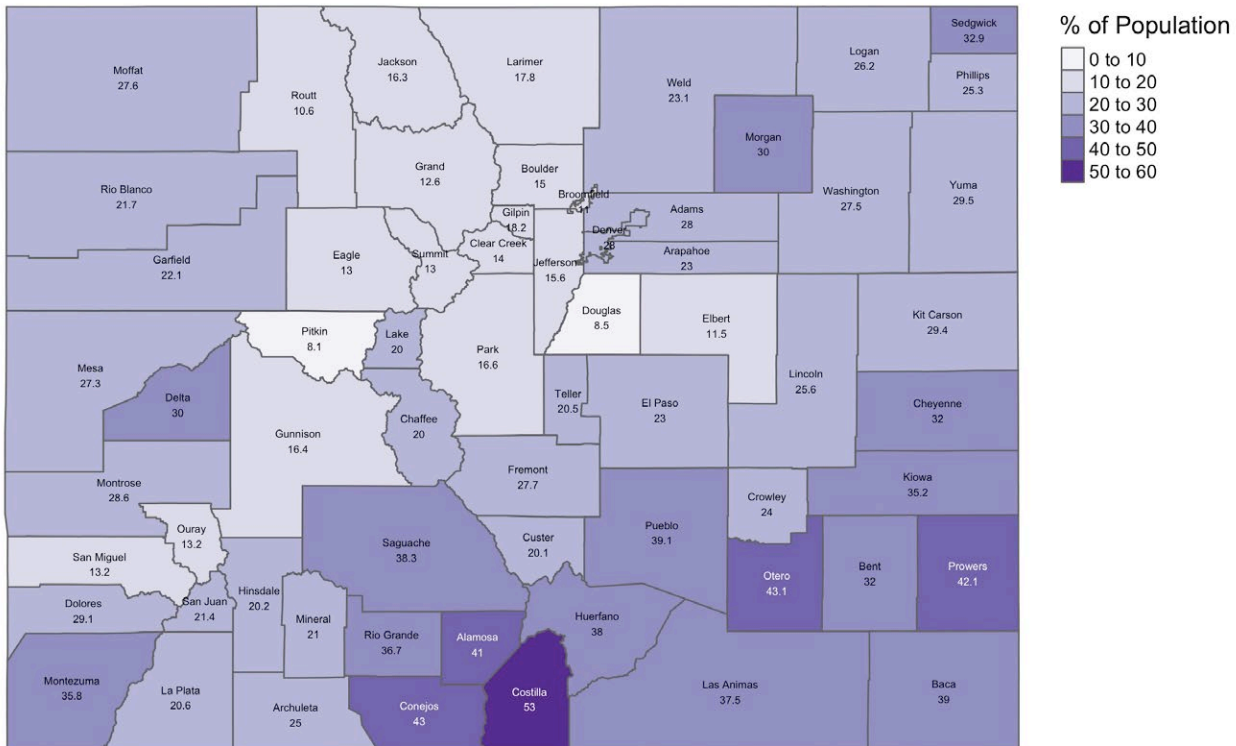 % of Population
0 to 10
10 to 20
20 to 30
30 to 40
40 to 50
50 to 60
Moffat
27.6
Routt
10.6
Jackson
16.3
Larimer
17.8
Weld
23.1
Logan
26.2
Sedgwick
32.9
Phillips
25.3
Morgan
30
Rio Blanco
21.7
Grand
12.6
Boulder
15
Broomfield
11
Washington
27.5
Yuma
29.5
Garfield
22.1
Eagle
13
Summit
13
Gilpin
18.2
Clear Creek
14
Jefferson
15.6
Denver
28
Adams
28
Arapahoe
23
Mesa
27.3
Pitkin
8.1
Lake
20
Park
16.6
Douglas
8.5
Elbert
11.5
Kit Carson
29.4
Lincoln
25.6
Delta
30
Gunnison
16.4
Chaffee
20
Teller
20.5
El Paso
23
Cheyenne
32
Montrose
28.6
Fremont
27.7
Kiowa
35.2
Crowley
24
Ouray
13.2
San Miguel
13.2
Saguache
38.3
Custer
20.1
Pueblo
39.1
Otero
43.1
Bent
32
Prowers
42.1
Dolores
29.1
San Juan
21.4
Hinsdale
20.2
Mineral
21
Rio Grande
36.7
Alamosa
41
Huerfano
38
Montezuma
35.8
La Plata
20.6
Archuleta
25
Conejos
43
Costilla
53
Las Animas
37.5
Baca
39